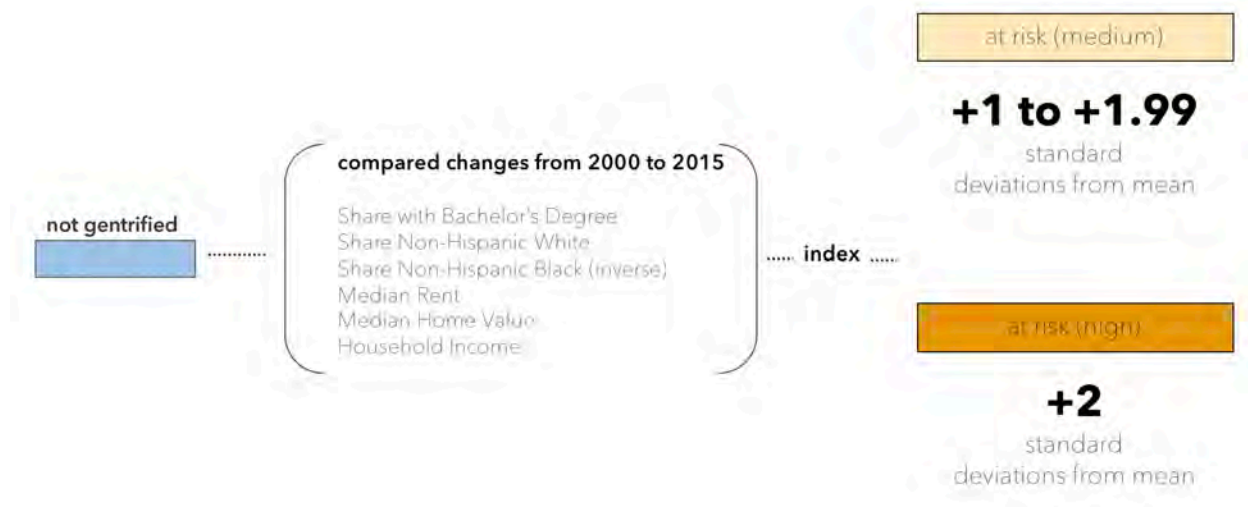 not gentrified
compared changes from 2000 to 2015
Share with Bachelor's Degree
Share Non-Hispanic White
Share Non-Hispanic Black (inverse)
Median Rent
Median Home Value
Household Income
index
at risk (medium)
+1 to +1.99
standard
deviations from mean
at risk (high)
+2
standard
deviations from mean